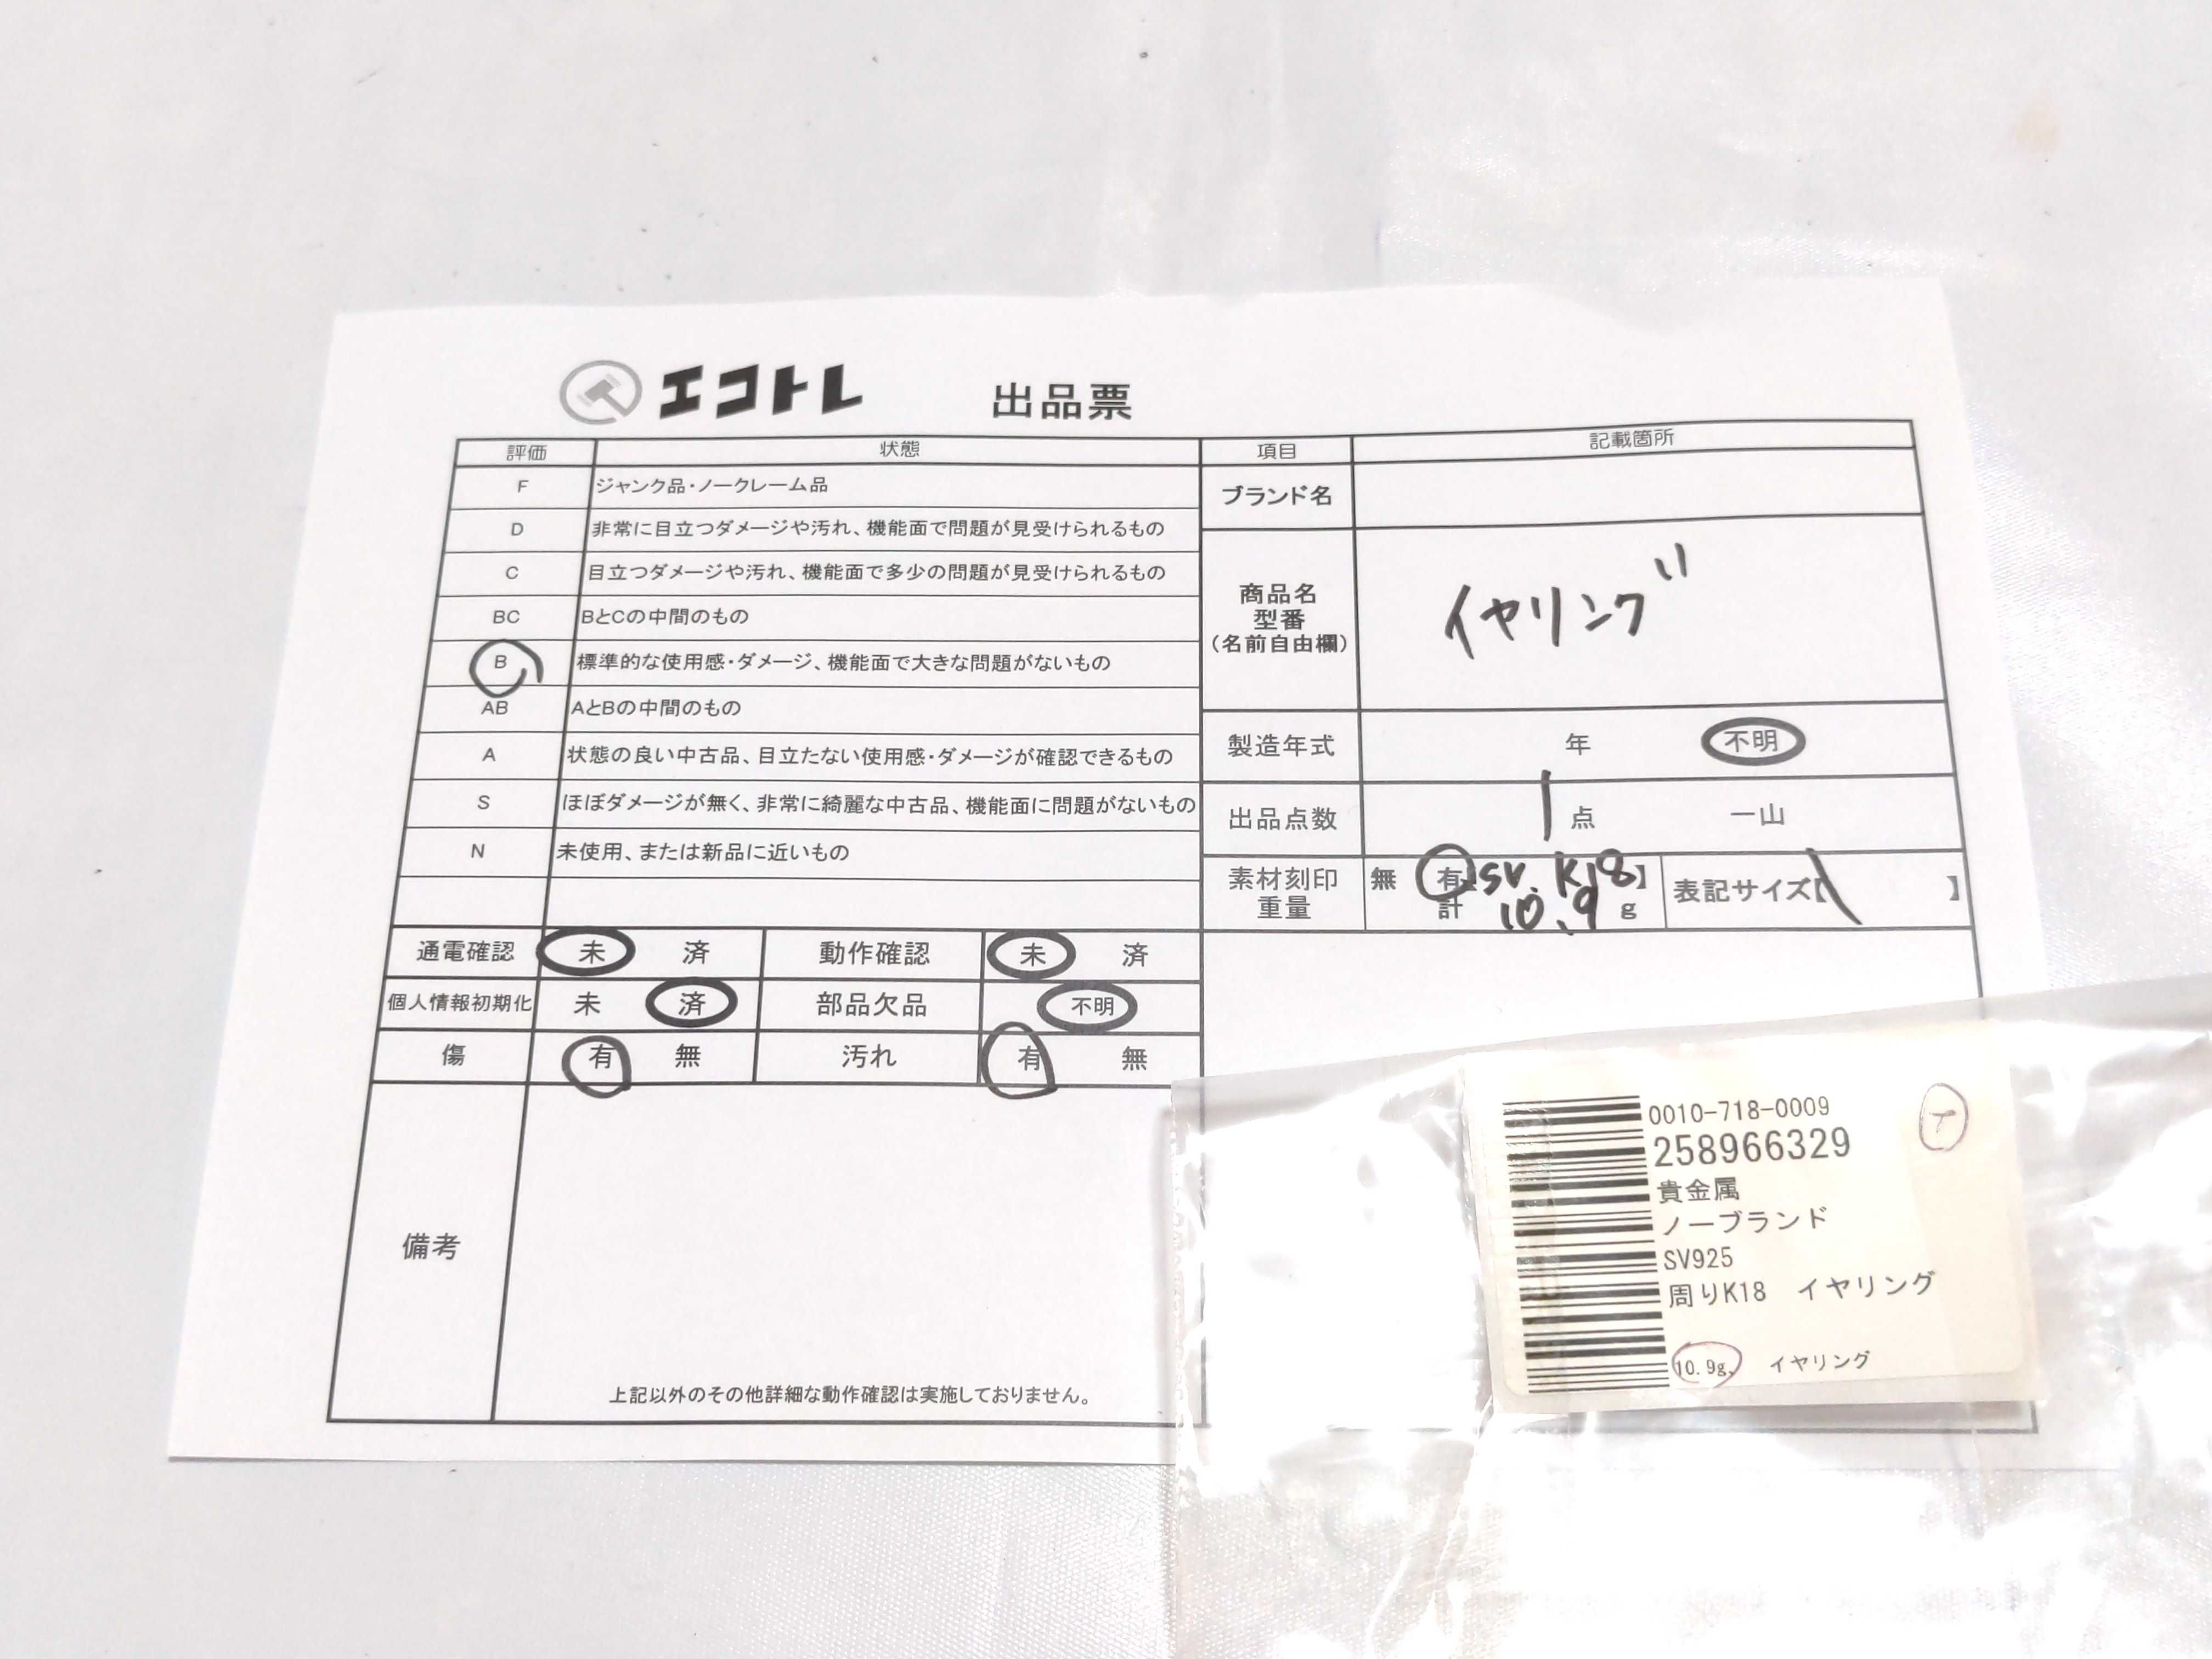 エコトレ 出品票
評価 状態 項目 記載箇所
F ジャンク品・ノークレーム品
ブランド名
D 非常に目立つダメージや汚れ、機能面で問題が見受けられるもの
C 目立つダメージや汚れ、機能面で多少の問題が見受けられるもの
BC BとCの中間のもの
B 標準的な使用感・ダメージ、機能面で大きな問題がないもの
AB AとBの中間のもの
A 状態の良い中古品、目立たない使用感・ダメージが確認できるもの
S ほぼダメージが無く、非常に綺麗な中古品、機能面に問題がないもの
N 未使用、または新品に近いもの
商品名
型番
(名前自由欄)
イヤリング
製造年式 年 不明
出品点数 1 点 一山
素材刻印 無 有 SV. K18】
重量 計 10.9 g
表記サイズ【 】
通電確認 未 済 動作確認 未 済
個人情報初期化 未 済 部品欠品 不明
傷 有 無 汚れ 有 無
備考
上記以外のその他詳細な動作確認は実施しておりません。
0010-718-0009
258966329
貴金属
ノーブランド
SV925
周りK18 イヤリング
10.9g. イヤリング